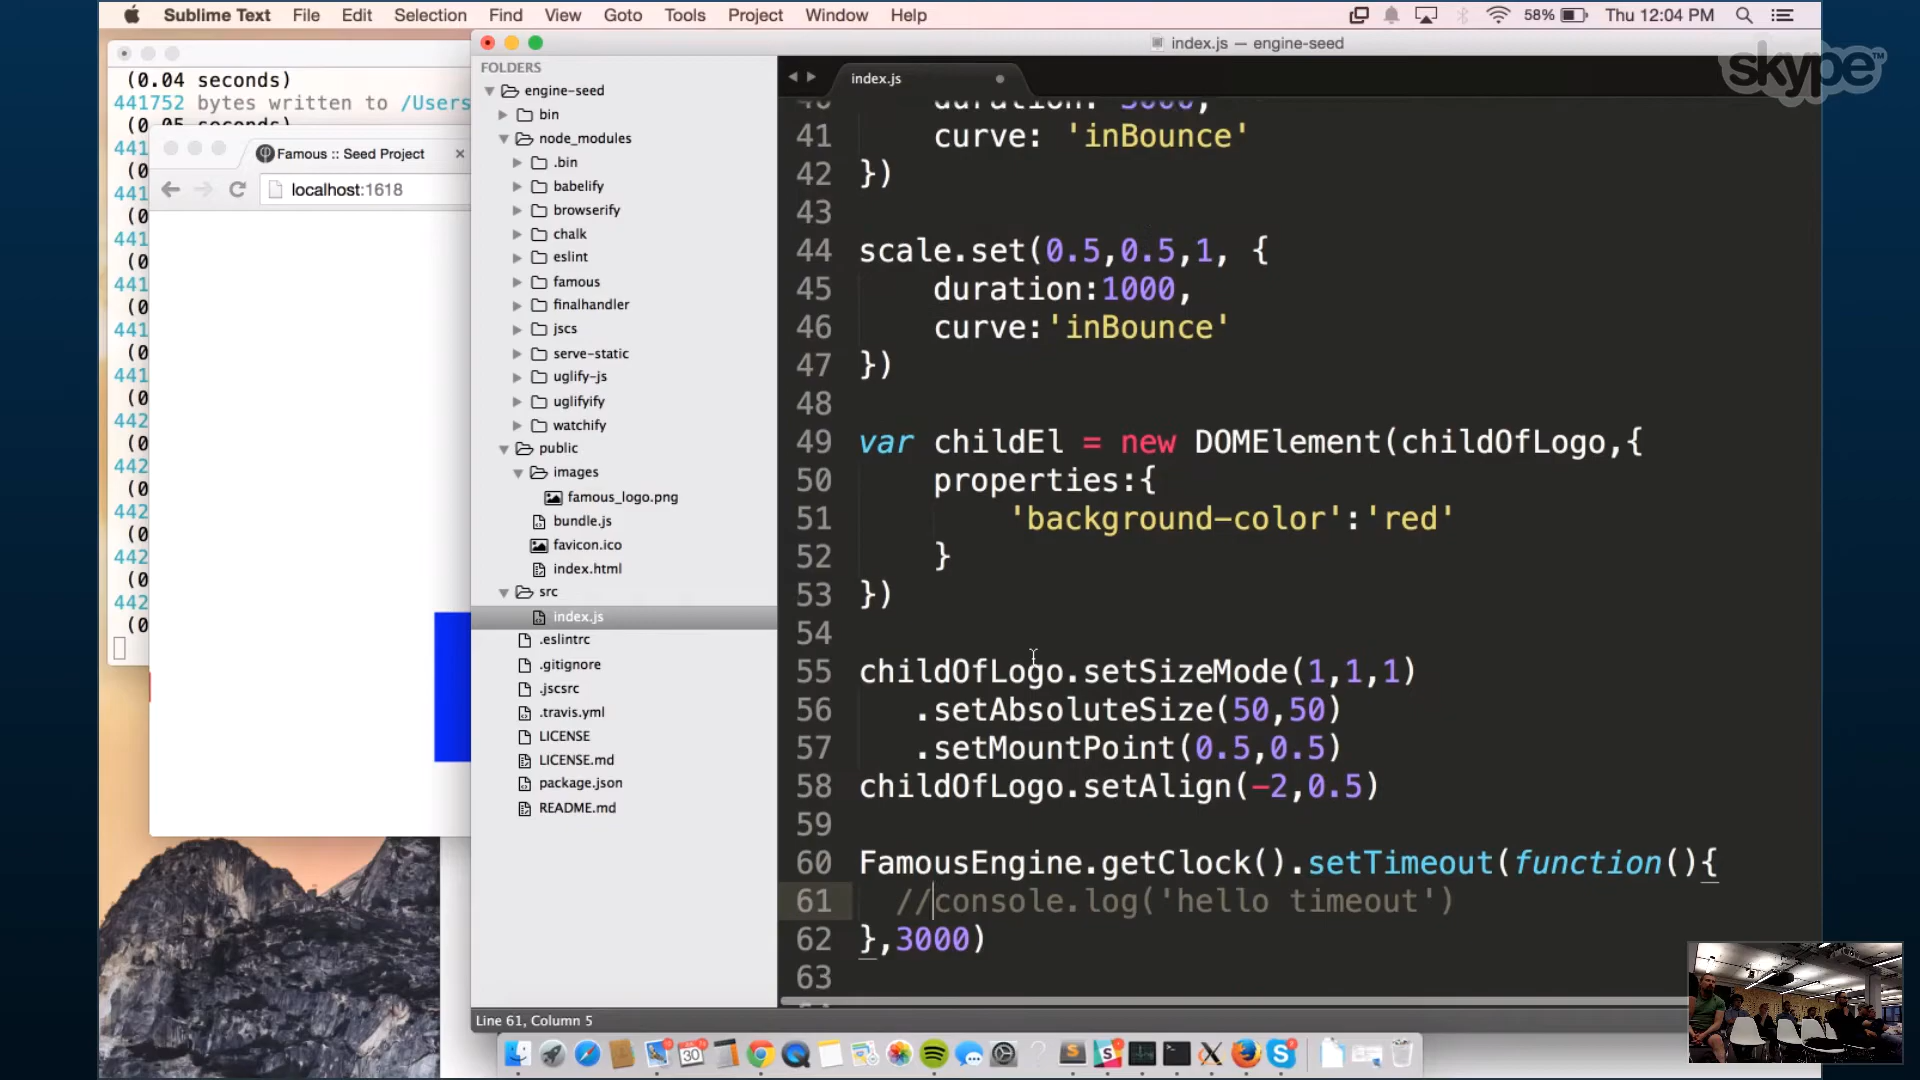 Sublime Text File Edit Selection Find View Goto Tools Project Window Help 58% Thu 12:04 PM
skype™
index.js — engine-seed
(0.04 seconds)
441752 bytes written to /Users
(0.05 seconds)
Famous :: Seed Project
localhost:1618
FOLDERS
engine-seed
bin
node_modules
.bin
babelify
browserify
chalk
eslint
famous
finalhandler
jscs
serve-static
uglify-js
uglifyify
watchify
public
images
famous_logo.png
bundle.js
favicon.ico
index.html
src
index.js
.eslintrc
.gitignore
.jscsrc
.travis.yml
LICENSE
LICENSE.md
package.json
README.md
index.js
40 duration: 3000,
41 curve: 'inBounce'
42 })
43
44 scale.set(0.5,0.5,1, {
45 duration:1000,
46 curve:'inBounce'
47 })
48
49 var childEl = new DOMElement(childOfLogo,{
50 properties:{
51 'background-color':'red'
52 }
53 })
54
55 childOfLogo.setSizeMode(1,1,1)
56 .setAbsoluteSize(50,50)
57 .setMountPoint(0.5,0.5)
58 childOfLogo.setAlign(-2,0.5)
59
60 FamousEngine.getClock().setTimeout(function(){
61 //console.log('hello timeout')
62 },3000)
63
Line 61, Column 5
30